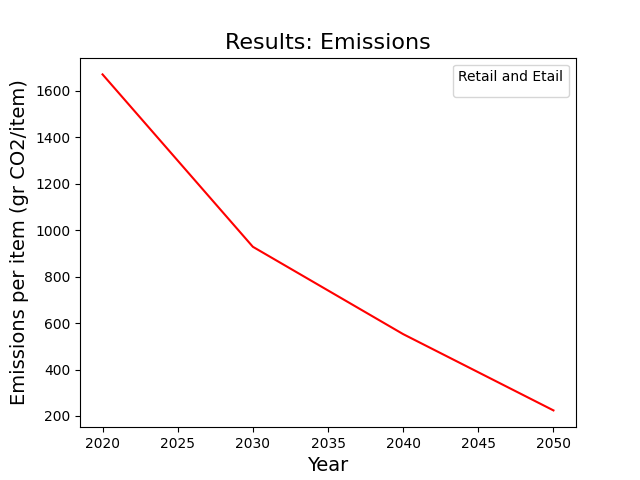 Results: Emissions
Retail and Etail
Emissions per item (gr CO2/item)
1600
1400
1200
1000
800
600
400
200
2020 2025 2030 2035 2040 2045 2050
Year